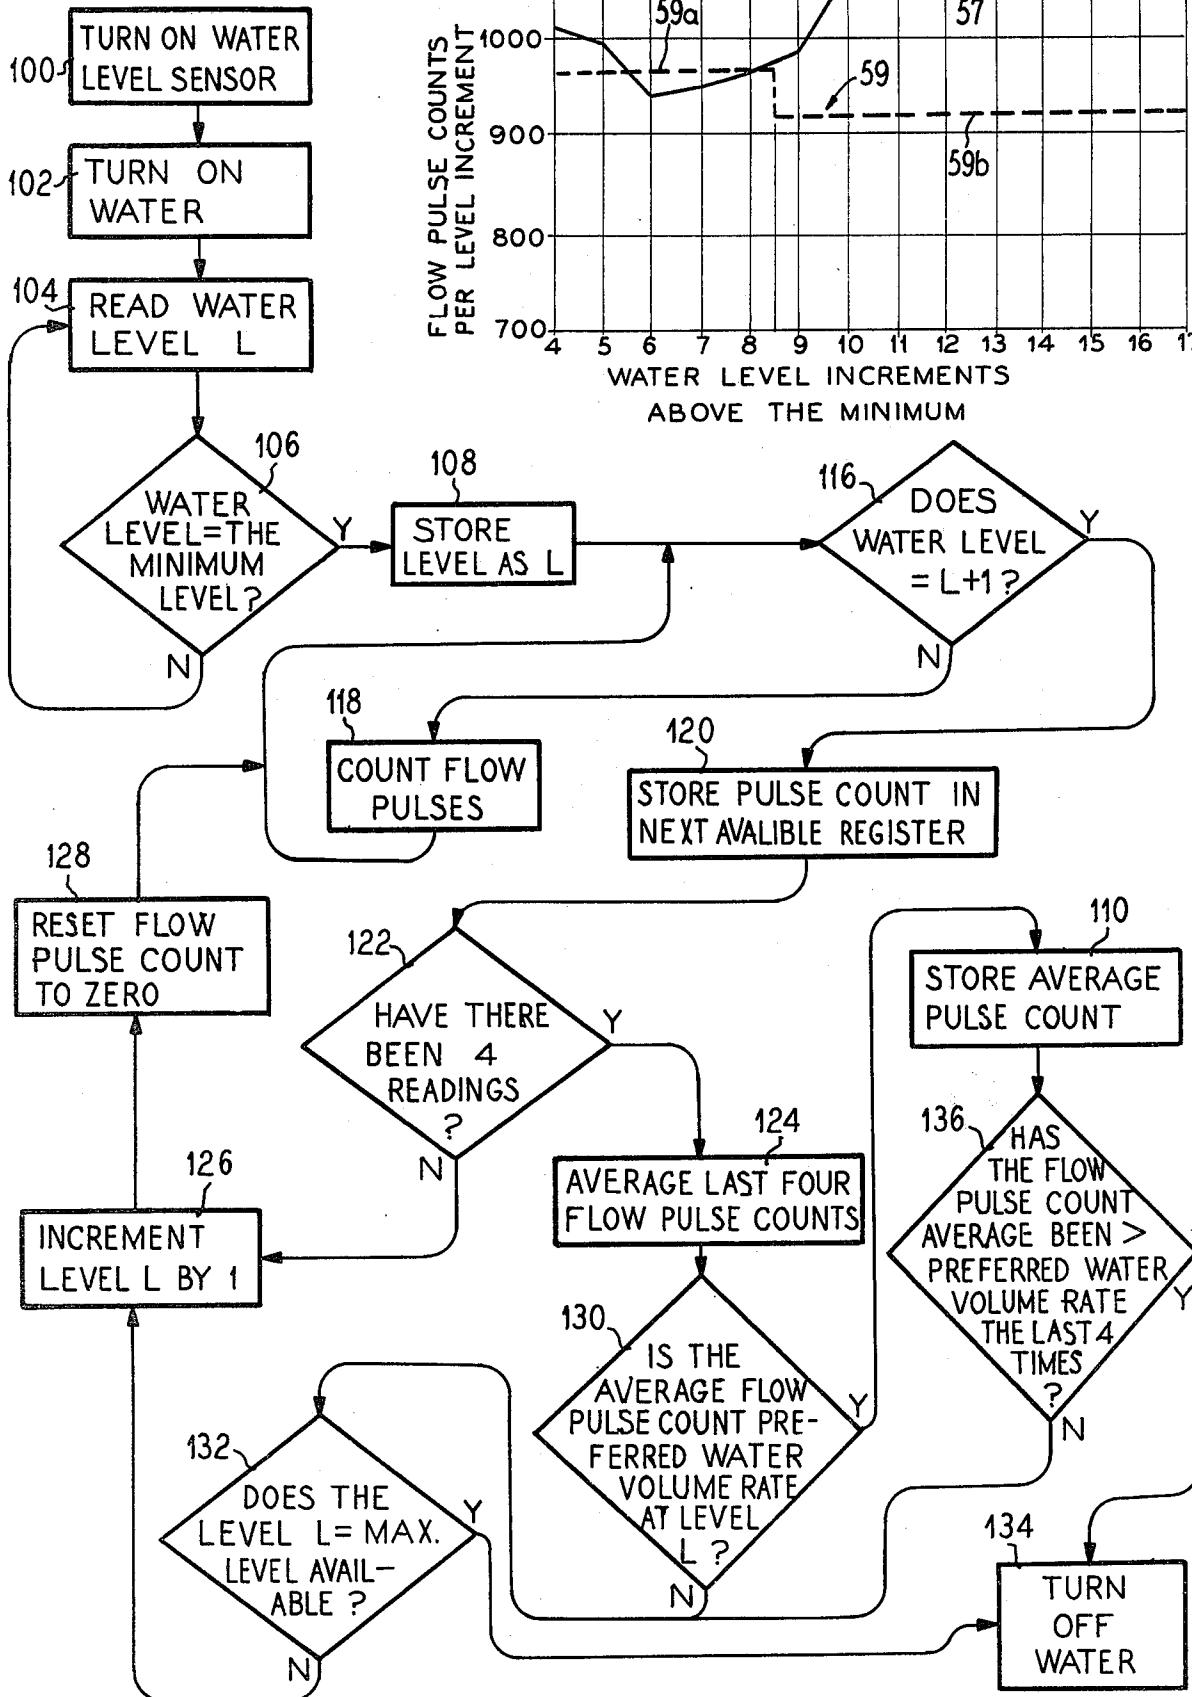 100
TURN ON WATER
LEVEL SENSOR
102
TURN ON
WATER
104
READ WATER
LEVEL L
FLOW PULSE COUNTS
PER LEVEL INCREMENT
1000
900
800
700
59a
57
59
59b
4 5 6 7 8 9 10 11 12 13 14 15 16 17
WATER LEVEL INCREMENTS
ABOVE THE MINIMUM
106
WATER
LEVEL=THE
MINIMUM
LEVEL?
Y
N
108
STORE
LEVEL AS L
116
DOES
WATER LEVEL
= L+1 ?
Y
N
118
COUNT FLOW
PULSES
120
STORE PULSE COUNT IN
NEXT AVALIBLE REGISTER
128
RESET FLOW
PULSE COUNT
TO ZERO
122
HAVE THERE
BEEN 4
READINGS
?
Y
N
110
STORE AVERAGE
PULSE COUNT
126
INCREMENT
LEVEL L BY 1
124
AVERAGE LAST FOUR
FLOW PULSE COUNTS
136
HAS
THE FLOW
PULSE COUNT
AVERAGE BEEN >
PREFERRED WATER
VOLUME RATE
THE LAST 4
TIMES
?
Y
N
130
IS THE
AVERAGE FLOW
PULSE COUNT PRE-
FERRED WATER
VOLUME RATE
AT LEVEL
L ?
Y
N
132
DOES THE
LEVEL L= MAX.
LEVEL AVAIL-
ABLE ?
Y
N
134
TURN
OFF
WATER